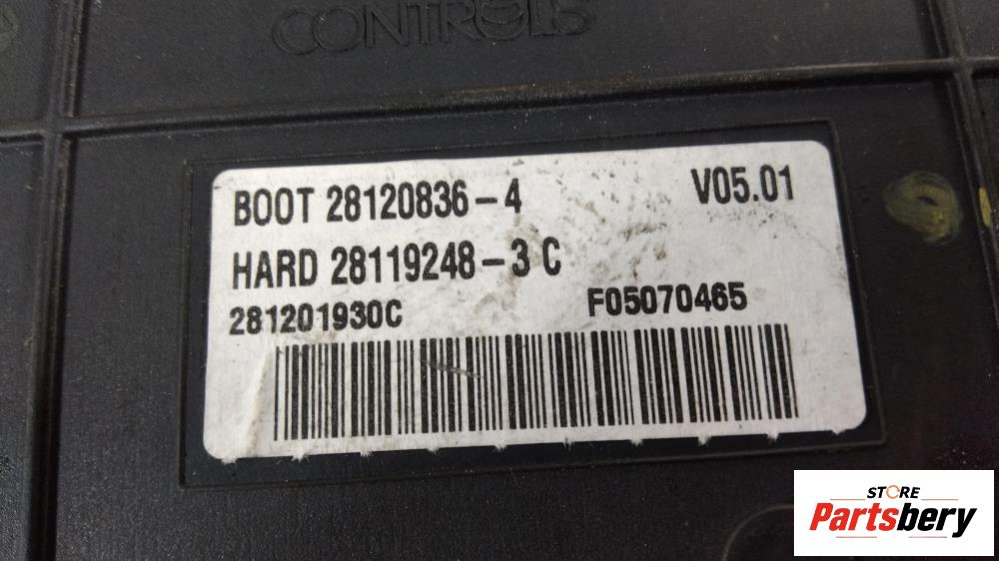 CONTROLS
BOOT 28120836-4 V05.01
HARD 28119248-3 C
281201930C F05070465
STORE
Partsbery